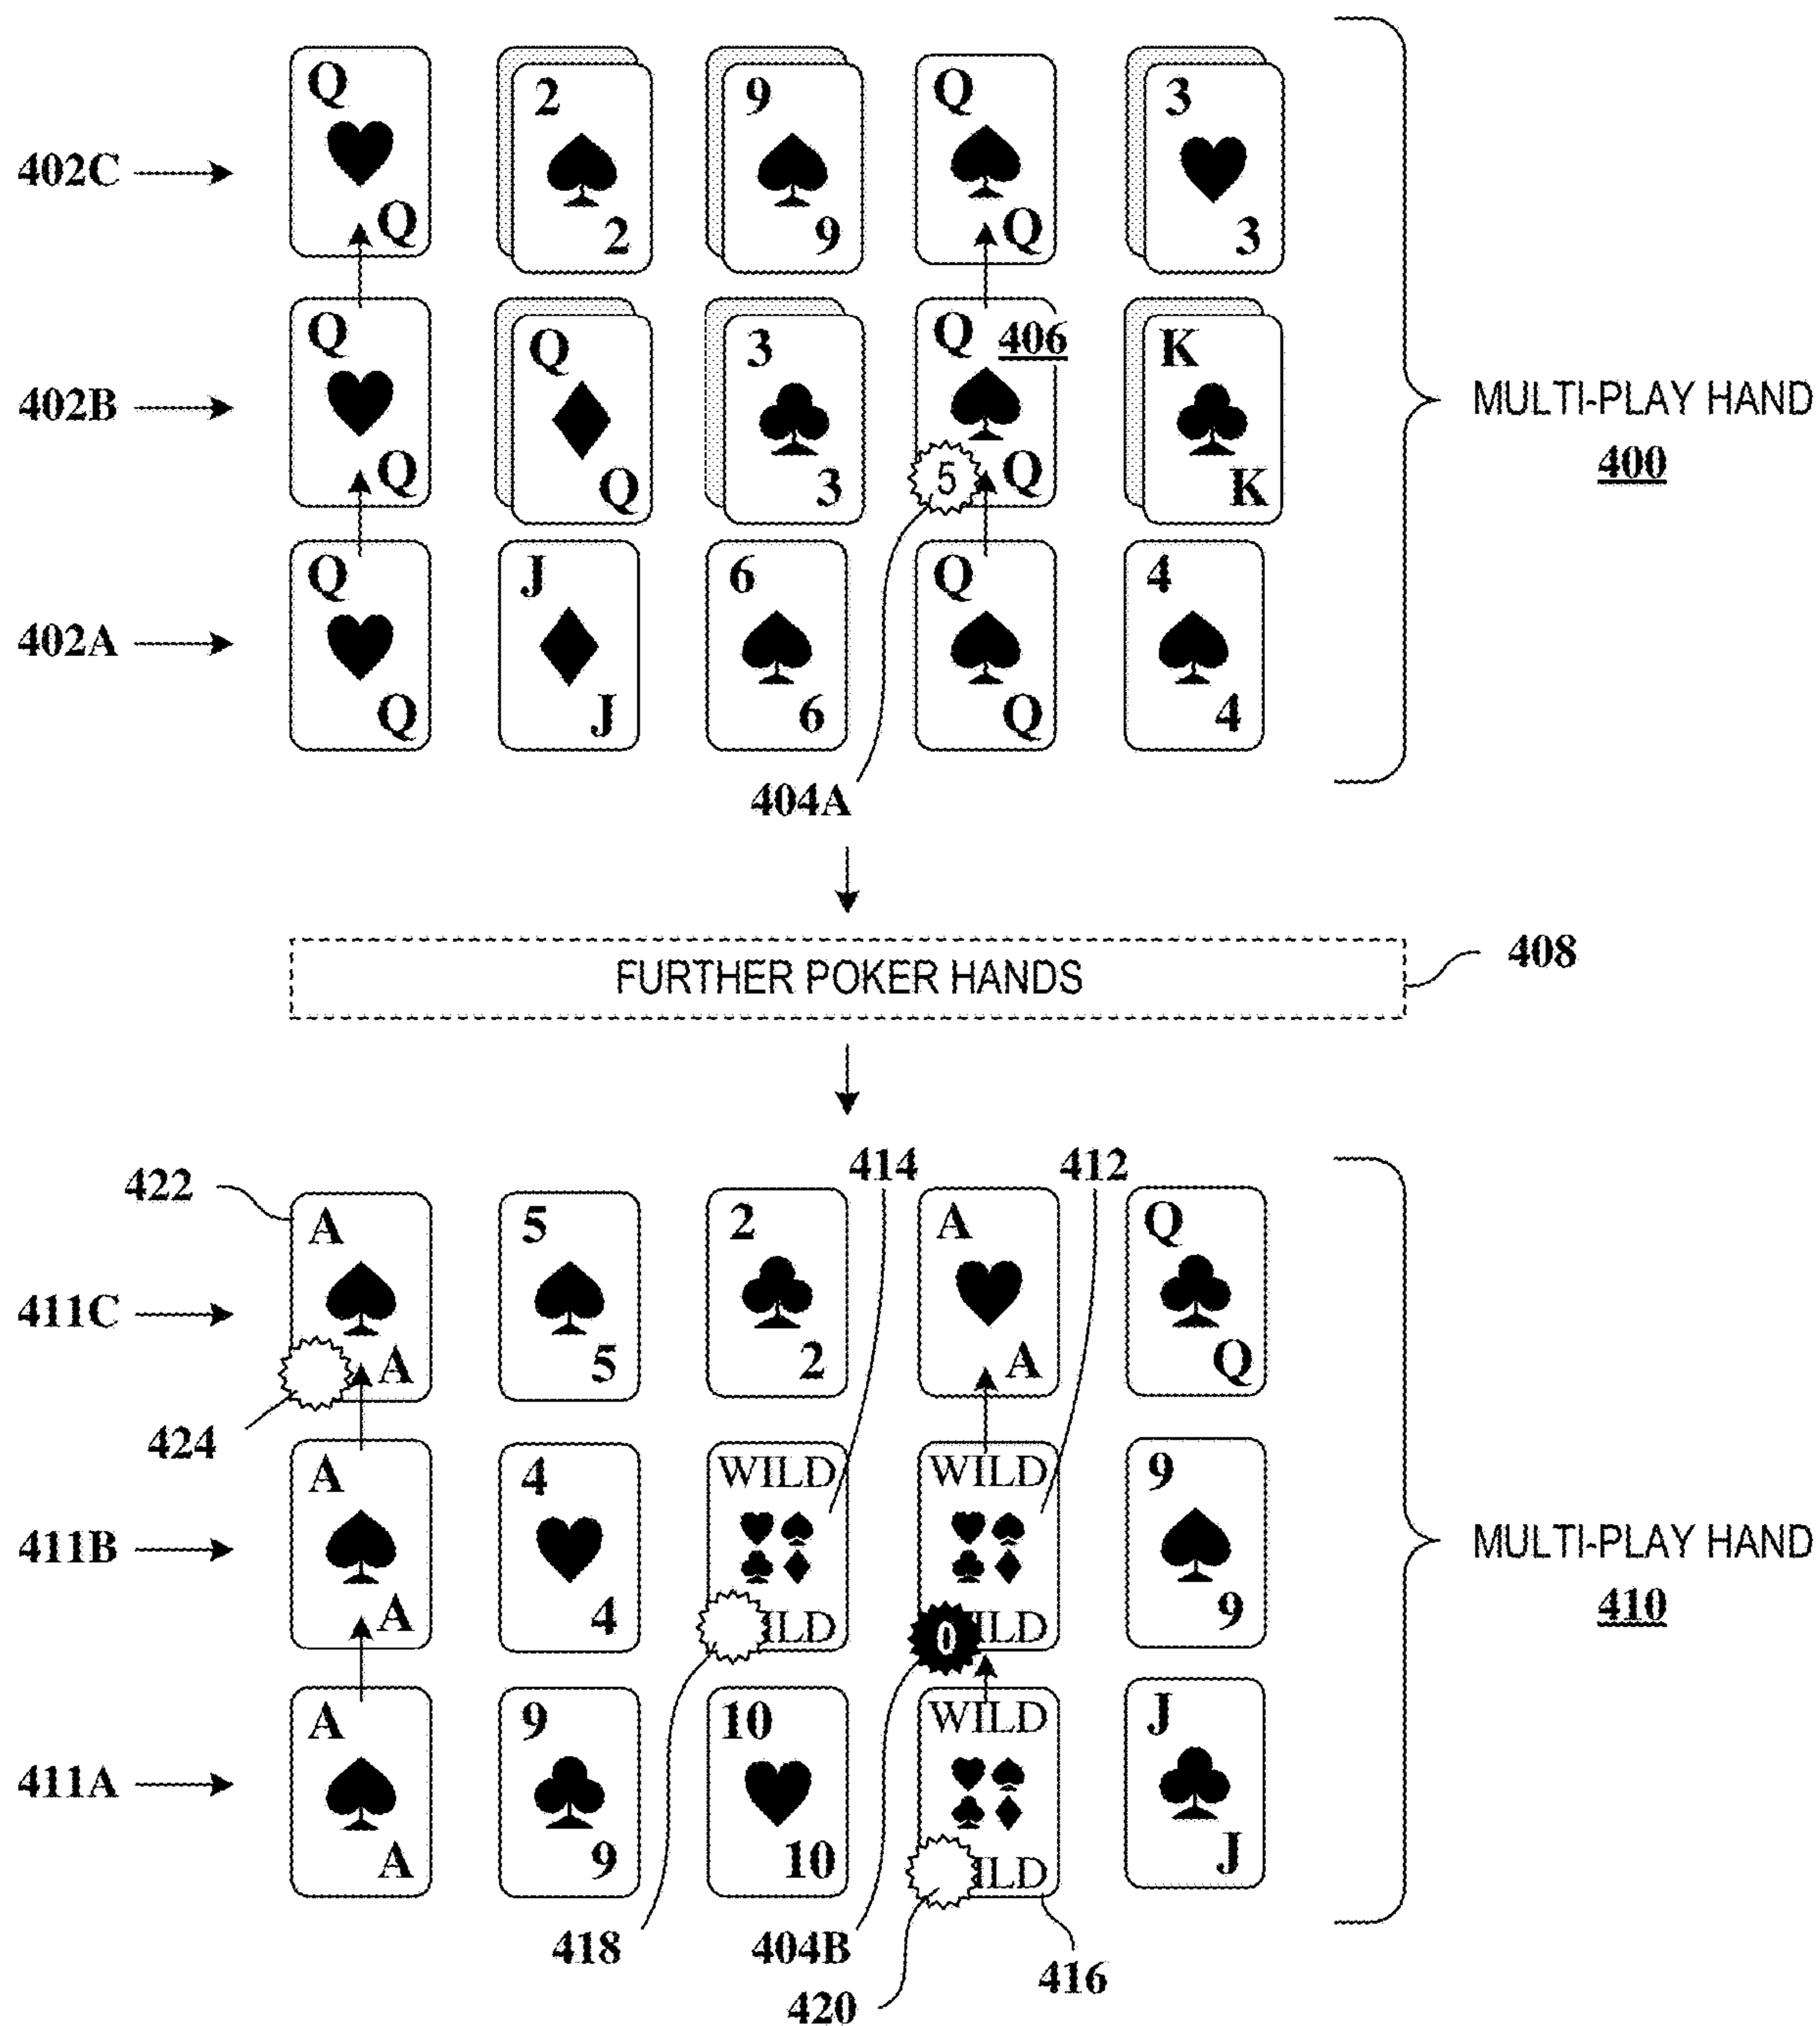 Q 2 9 Q 3
402C
Q 2 9 Q 3
Q Q 3 Q 406 K
402B
MULTI-PLAY HAND
400
Q Q 3 5 Q K
Q J 6 Q 4
402A
Q J 6 Q 4
404A
FURTHER POKER HANDS
408
414 412
422
A 5 2 A Q
411C
A 5 2 A Q
424
A 4 WILD WILD 9
411B
MULTI-PLAY HAND
410
A 4 ILD 0 ILD 9
A 9 10 WILD J
411A
A 9 10 ILD J
418 404B 416
420